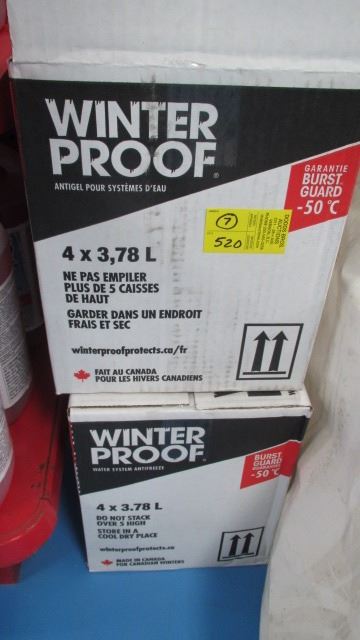 WINTER
PROOF®
ANTIGEL POUR SYSTÈMES D'EAU
GARANTIE
BURST
GUARD
-50 °C
7
520
DODDS BROS.
AUCTIONS
4 x 3,78 L
NE PAS EMPILER
PLUS DE 5 CAISSES
DE HAUT
GARDER DANS UN ENDROIT
FRAIS ET SEC
winterproofprotects.ca/fr
FAIT AU CANADA
POUR LES HIVERS CANADIENS
WINTER
PROOF
WATER SYSTEM ANTIFREEZE
BURST
GUARD
-50 °C
4 x 3.78 L
DO NOT STACK
OVER 5 HIGH
STORE IN A
COOL DRY PLACE
winterproofprotects.ca
MADE IN CANADA
FOR CANADIAN WINTERS